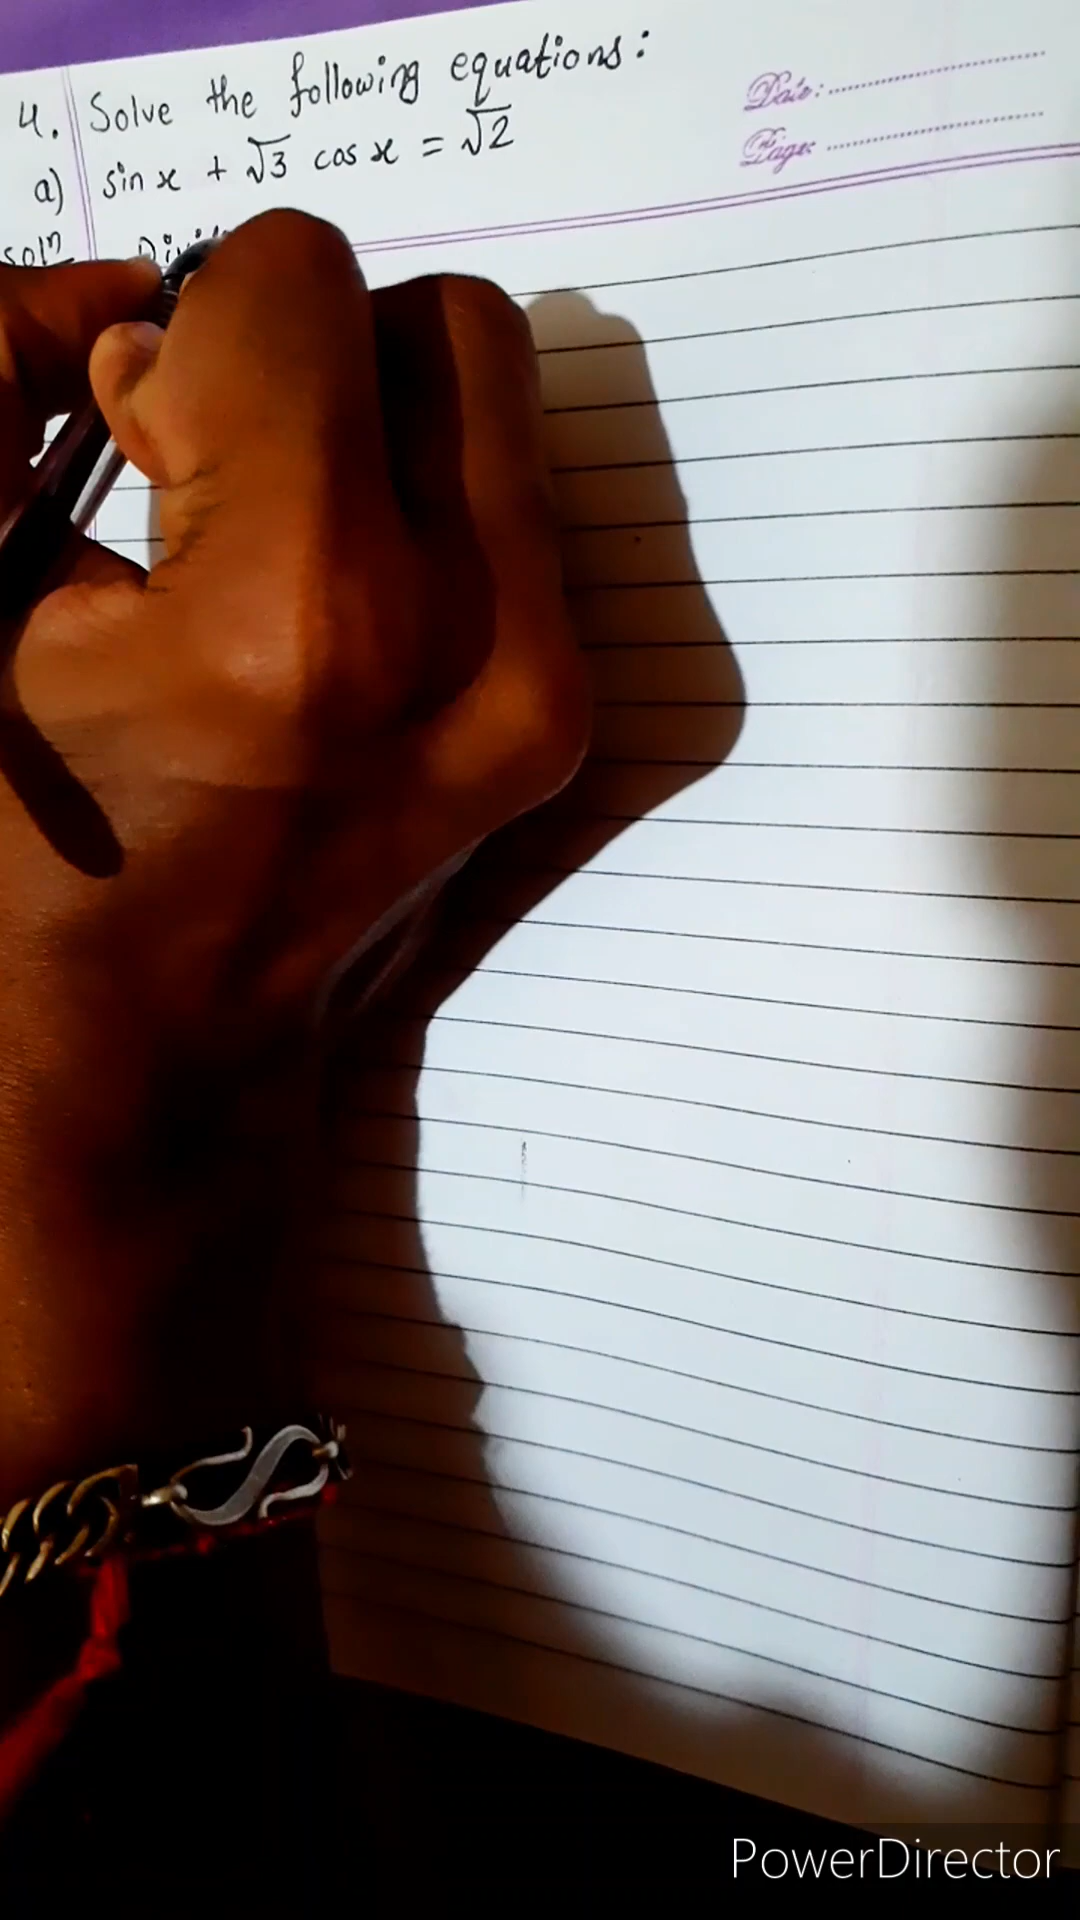 4. Solve the following equations:
a) sin x + √3 cos x = √2
Date:
Page:
solⁿ
PowerDirector